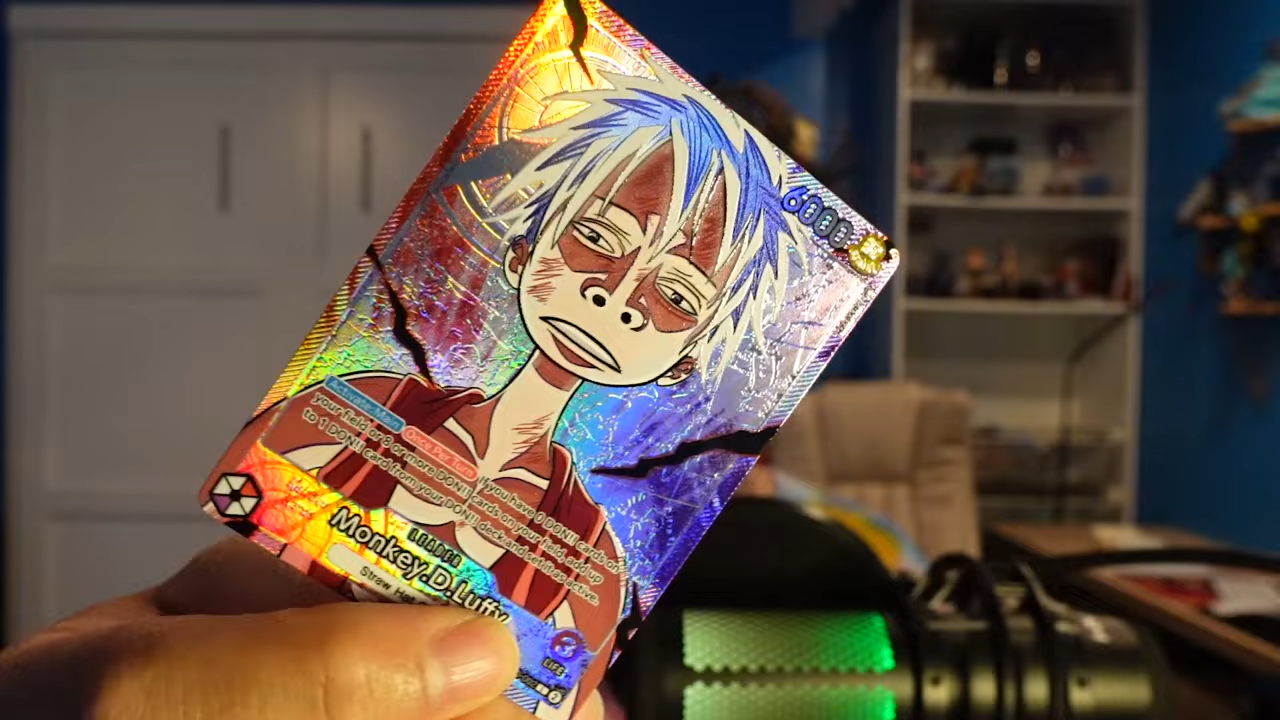 6000
Activate: Main Once Per Turn If you have 0 DON!! cards on
your field or 8 or more DON!! cards on your field, add up
to 1 DON!! card from your DON!! deck and set it as active.
LEADER
Monkey.D.Luffy
Straw Hat
LIFE